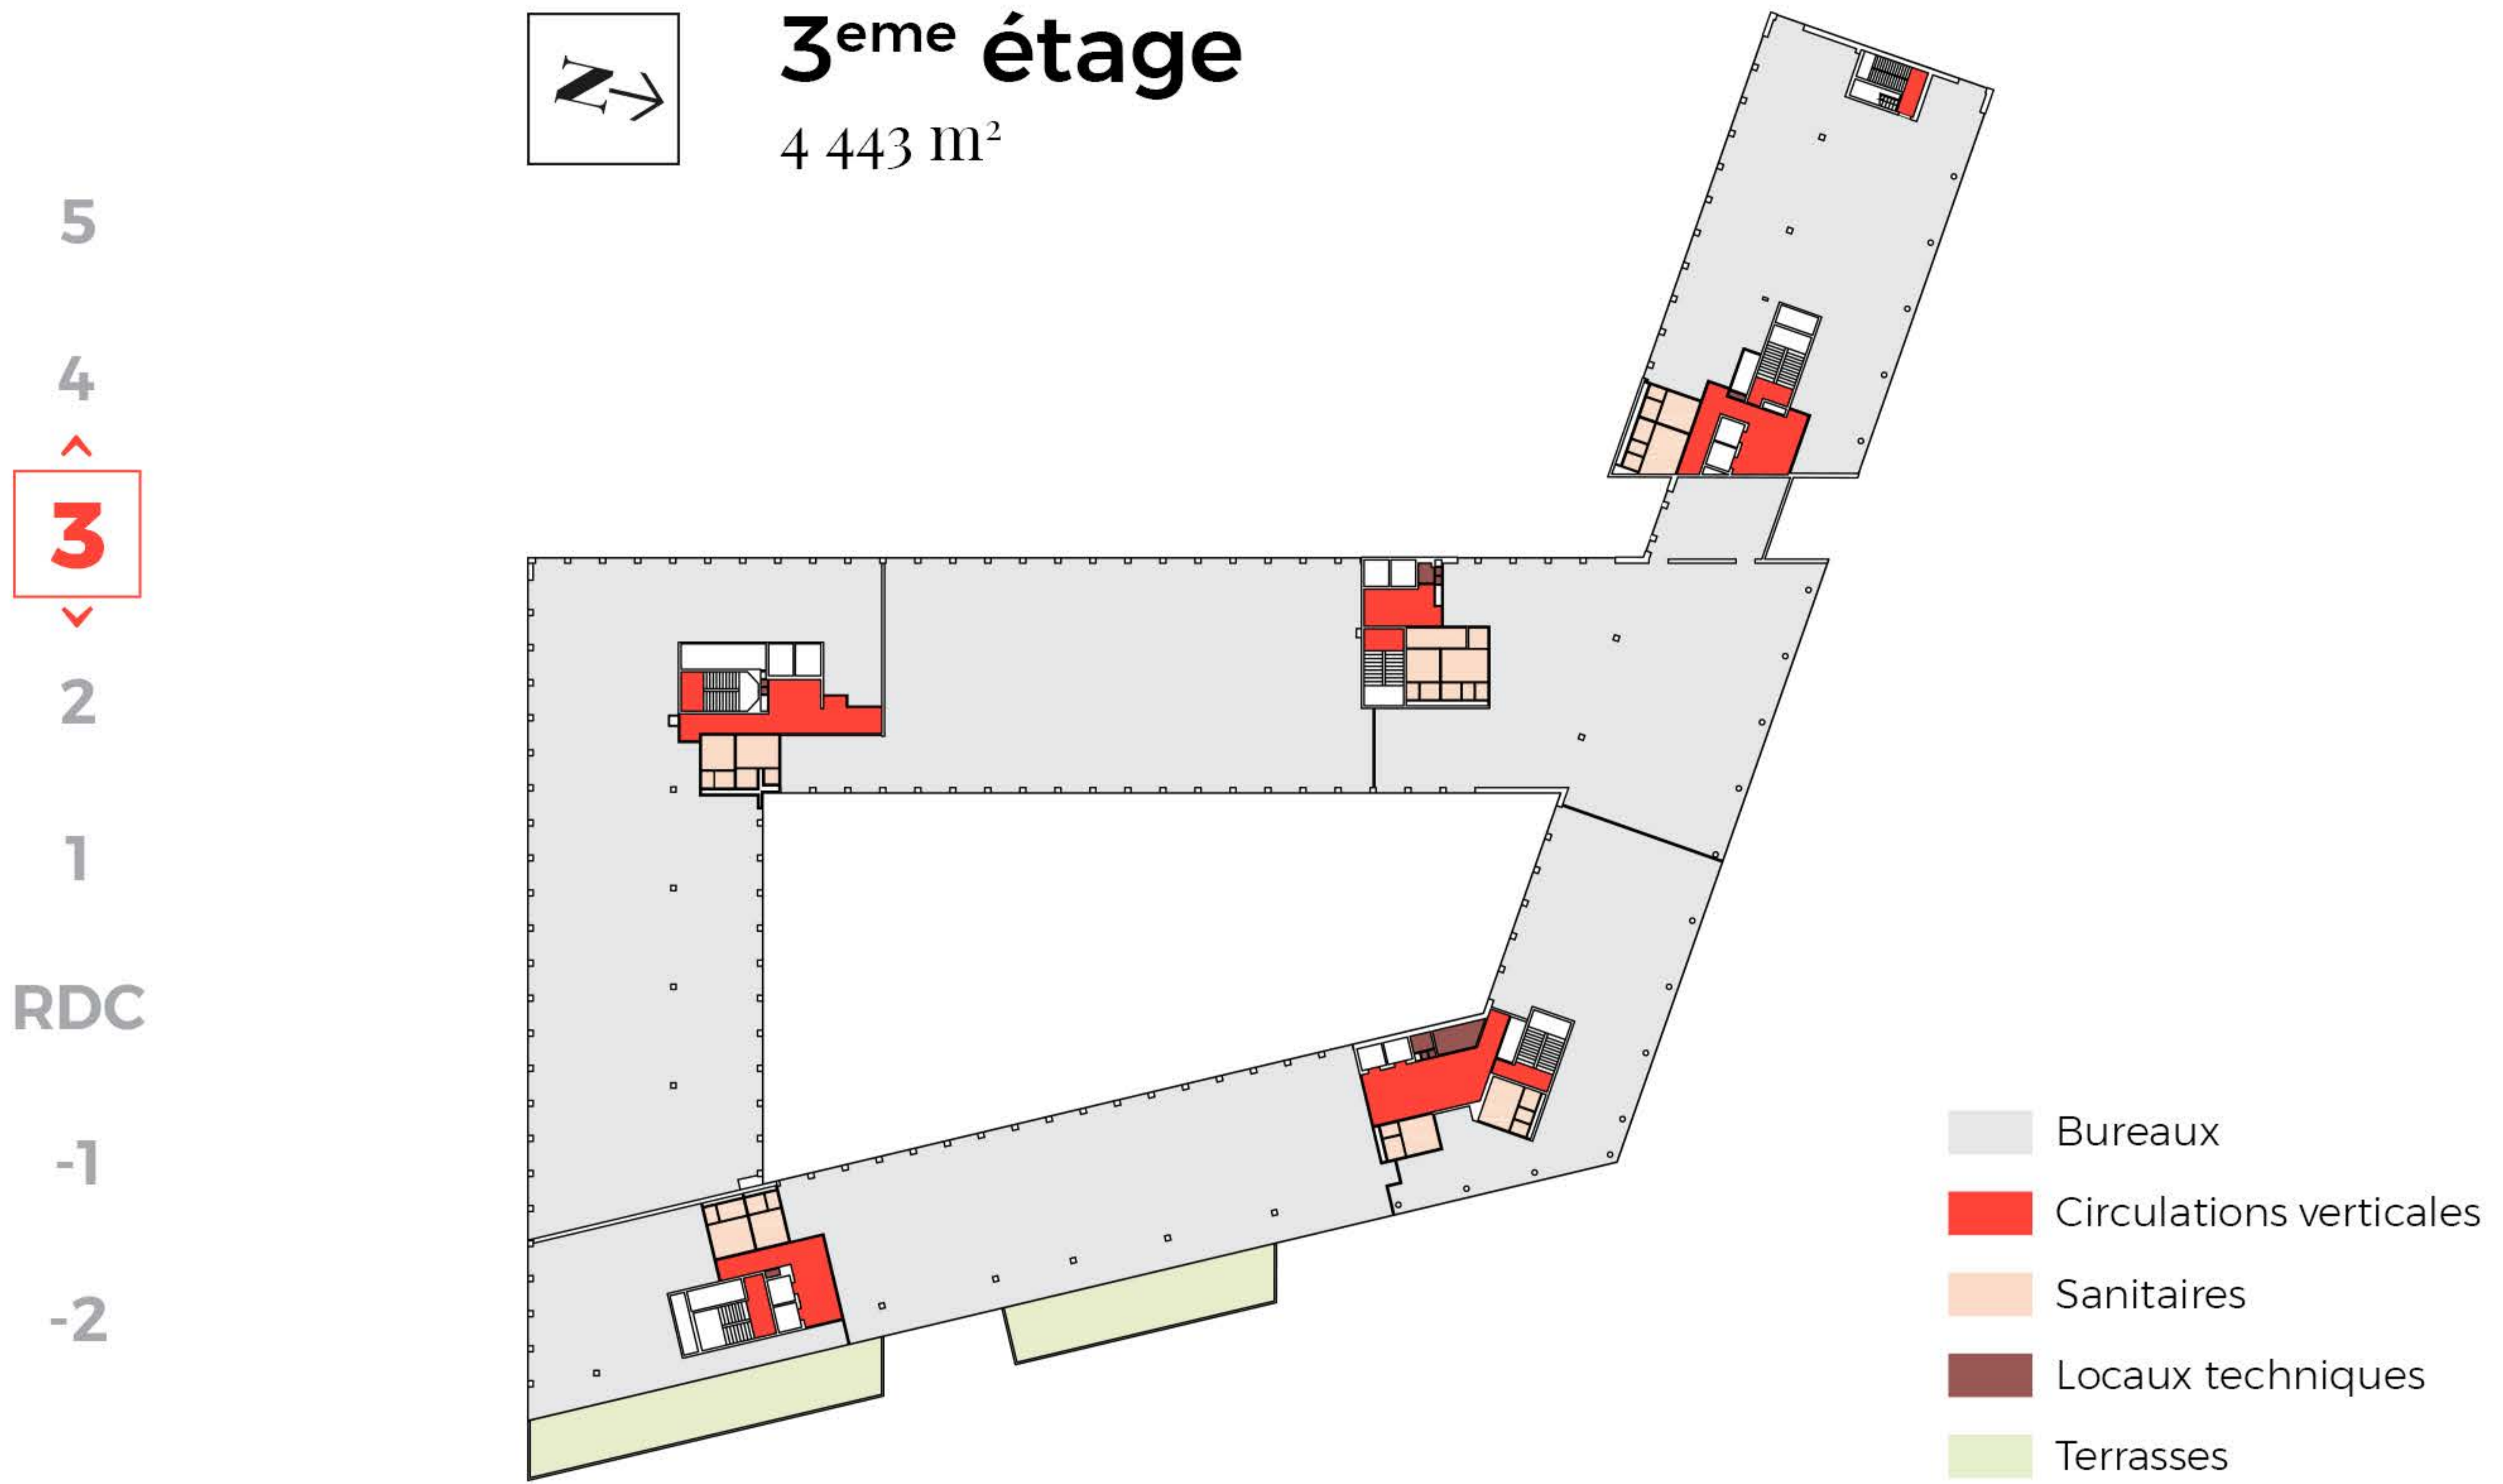 N
3eme étage
4 443 m²
5
4
3
2
1
RDC
-1
-2
Bureaux
Circulations verticales
Sanitaires
Locaux techniques
Terrasses